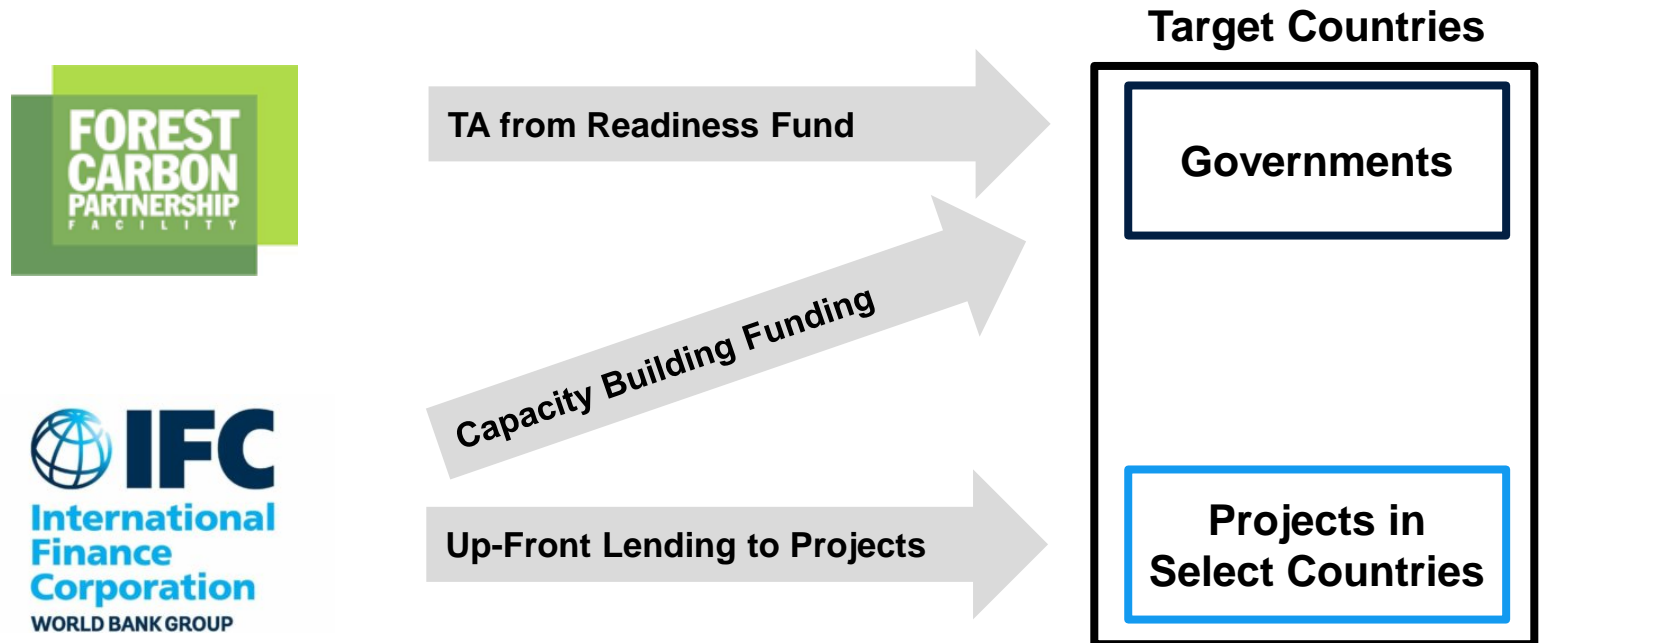 Target Countries
FOREST
CARBON
PARTNERSHIP
FACILITY
TA from Readiness Fund
Governments
Capacity Building Funding
IFC
International
Finance
Corporation
WORLD BANK GROUP
Up-Front Lending to Projects
Projects in
Select Countries